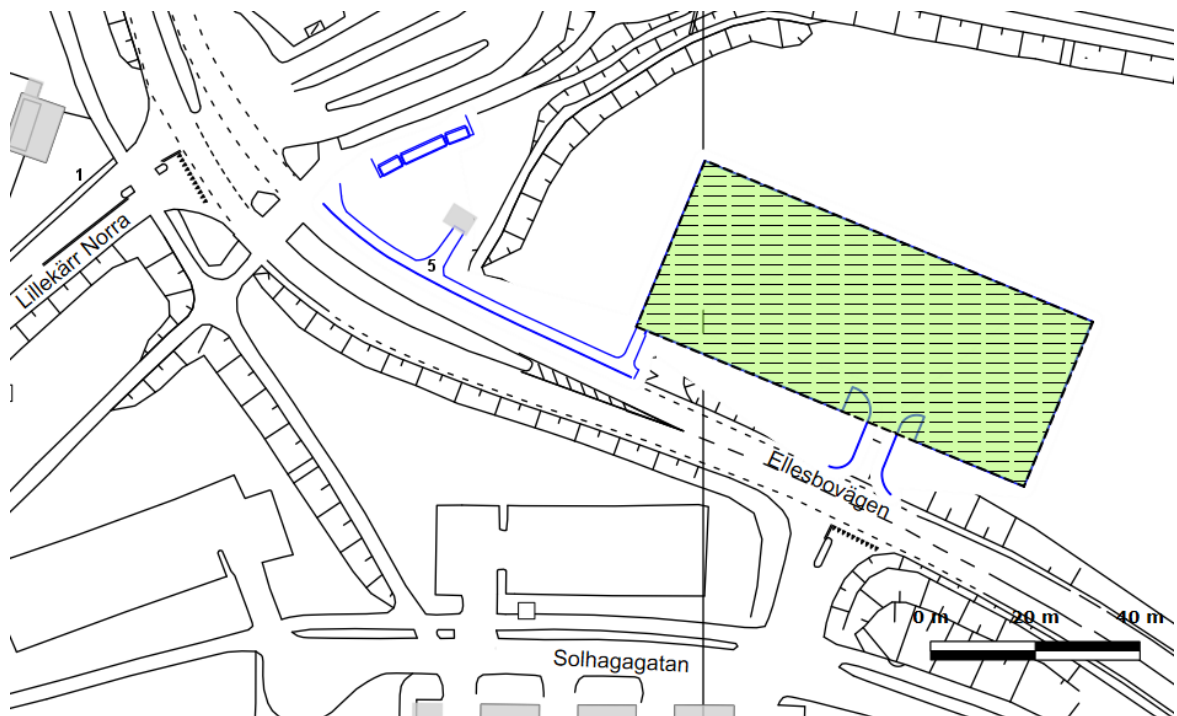 1
Lillekärr Norra
5
Ellesbovägen
0 m 20 m 40 m
Solhagagatan